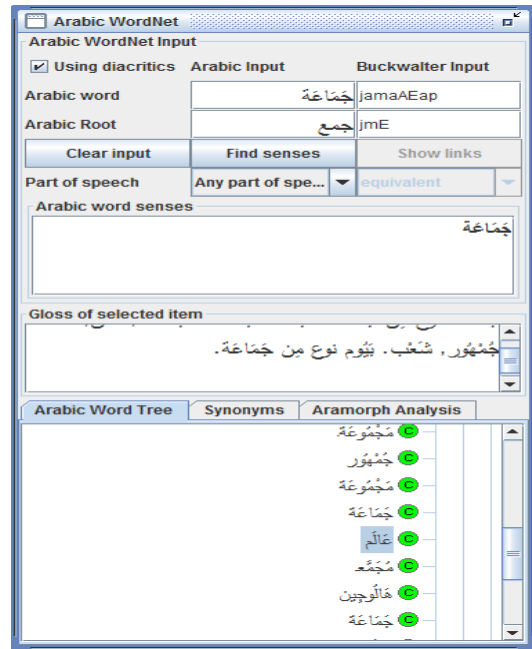 Arabic WordNet
Arabic WordNet Input
Using diacritics Arabic Input Buckwalter Input
Arabic word جَمَاعَة jamaAEap
Arabic Root جمع jmE
Clear input Find senses Show links
Part of speech Any part of spe... equivalent
Arabic word senses
جَمَاعَة
Gloss of selected item
جُمْهُور, شَعْب. بَيُوم نوع مِن جَمَاعَة.
Arabic Word Tree Synonyms Aramorph Analysis
مَجْمُوعَة
جُمْهُور
مَجْمُوعَة
جَمَاعَة
عَالَم
مُجَمَّع
هَالُوجِين
جَمَاعَة